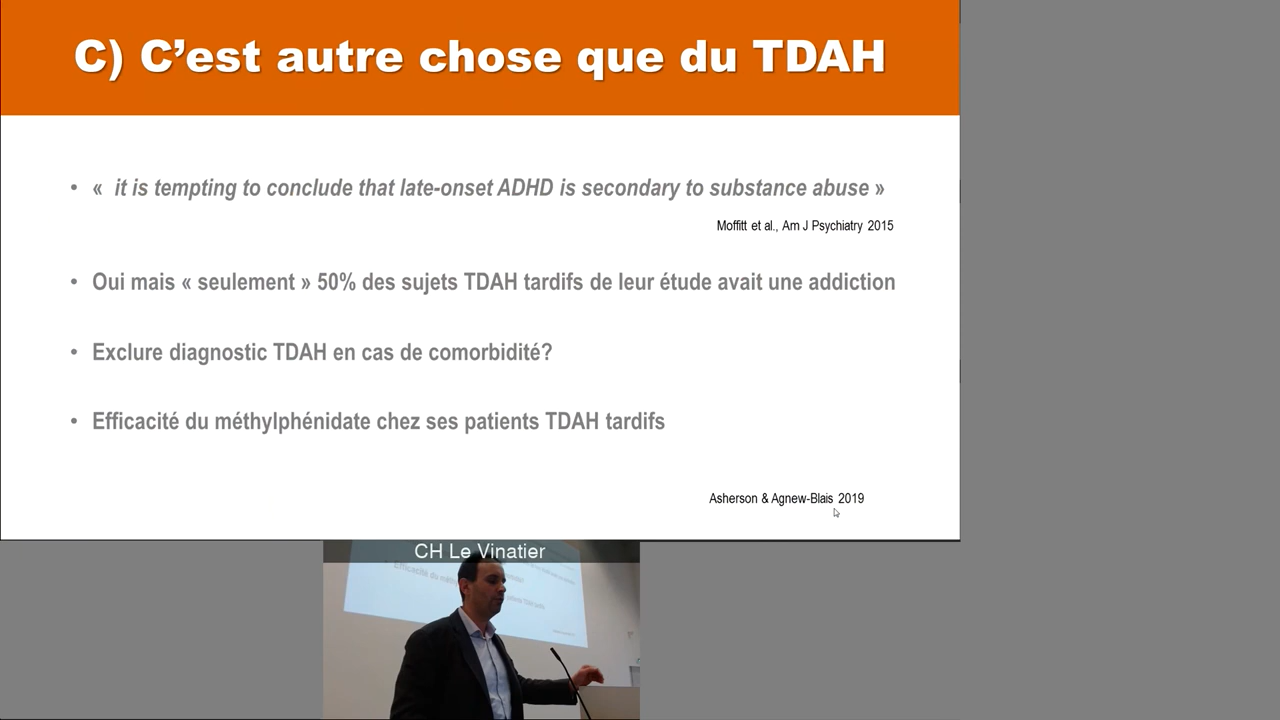 C) C’est autre chose que du TDAH
• « it is tempting to conclude that late-onset ADHD is secondary to substance abuse »
Moffitt et al., Am J Psychiatry 2015
• Oui mais « seulement » 50% des sujets TDAH tardifs de leur étude avait une addiction
• Exclure diagnostic TDAH en cas de comorbidité?
• Efficacité du méthylphénidate chez ses patients TDAH tardifs
Asherson & Agnew-Blais 2019
CH Le Vinatier